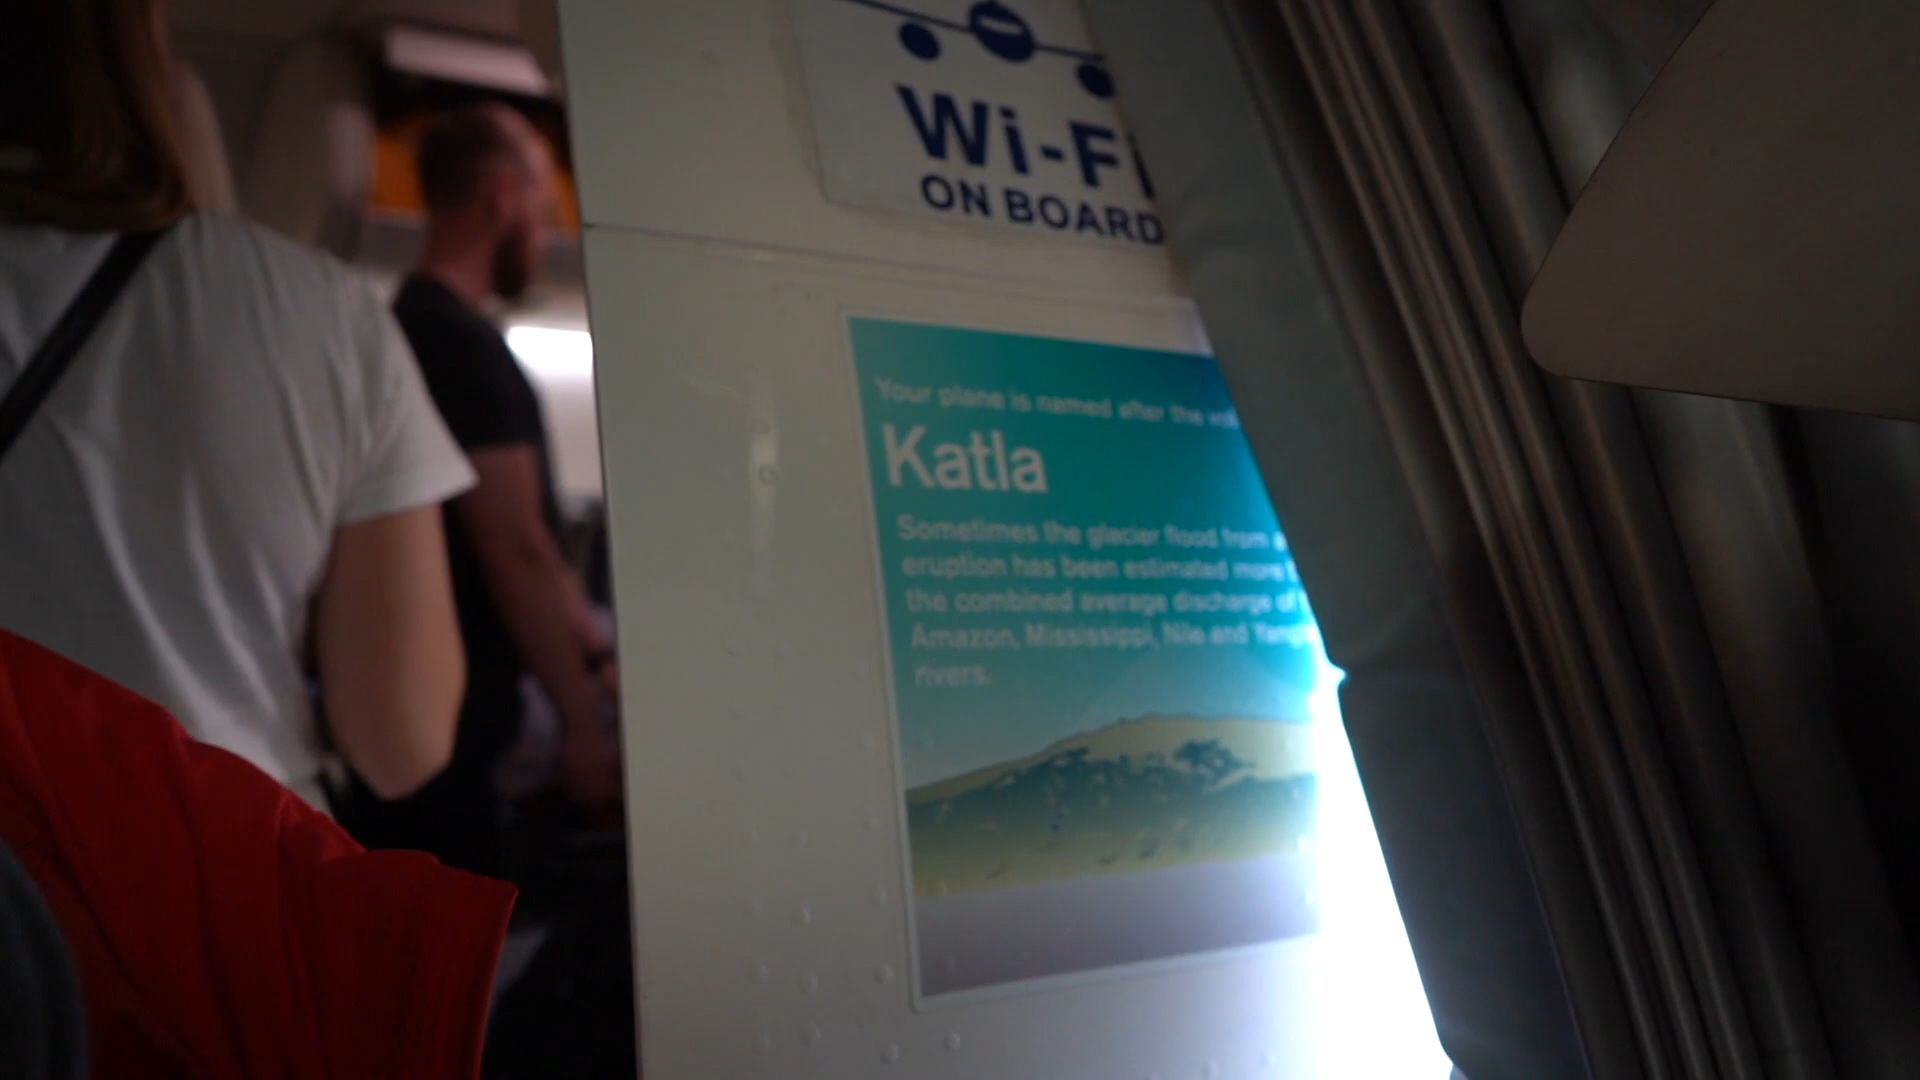 Wi-Fi
ON BOARD
Your plane is named after the
Katla
Sometimes the glacier flood from
eruption has been estimated more
the combined average discharge of
Amazon, Mississippi, Nile and
rivers.